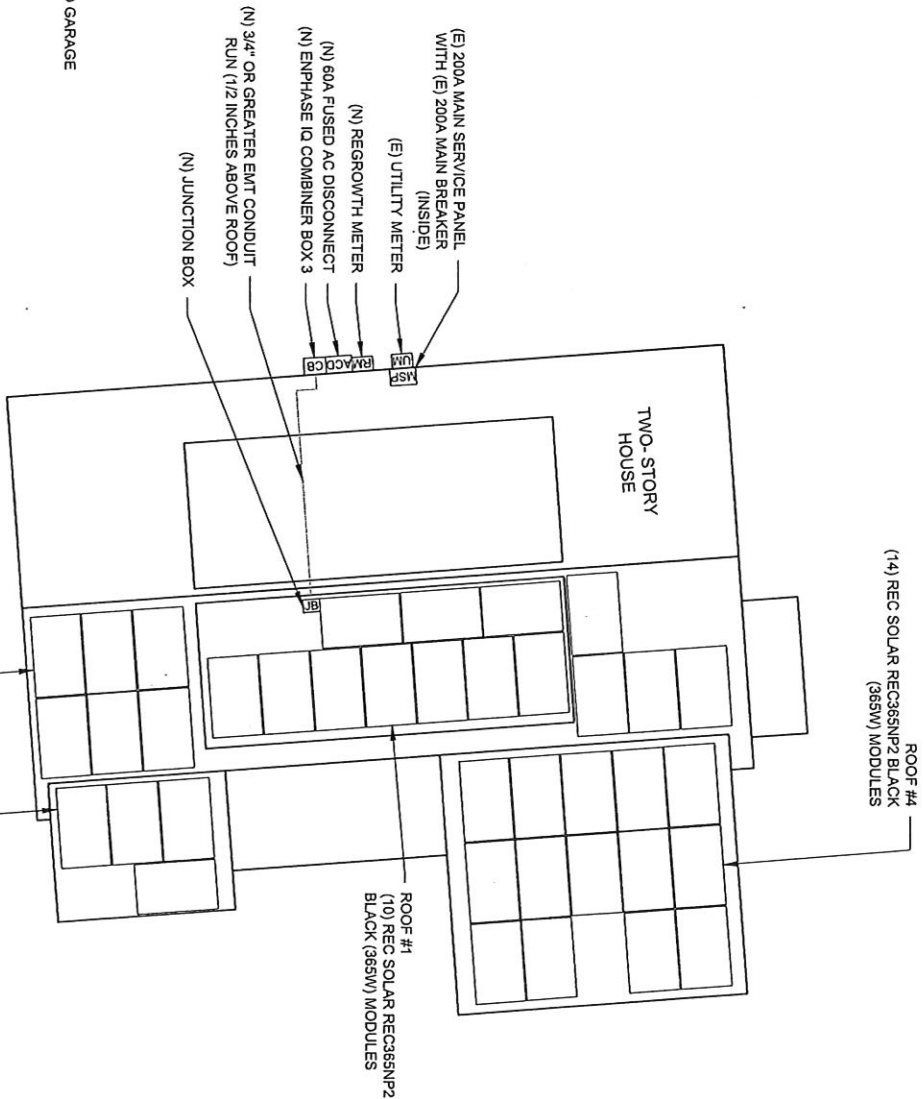 ROOF #4
(14) REC SOLAR REC365NP2 BLACK
(365W) MODULES
(E) 200A MAIN SERVICE PANEL
WITH (E) 200A MAIN BREAKER
(INSIDE)
(E) UTILITY METER
(N) REGROWTH METER
(N) 60A FUSED AC DISCONNECT
(N) ENPHASE IQ COMBINER BOX 3
(N) 3/4" OR GREATER EMT CONDUIT
RUN (1/2 INCHES ABOVE ROOF)
(N) JUNCTION BOX
GARAGE
TWO- STORY
HOUSE
MSP
UM
RM
ACD
CB
JB
ROOF #1
(10) REC SOLAR REC365NP2
BLACK (365W) MODULES